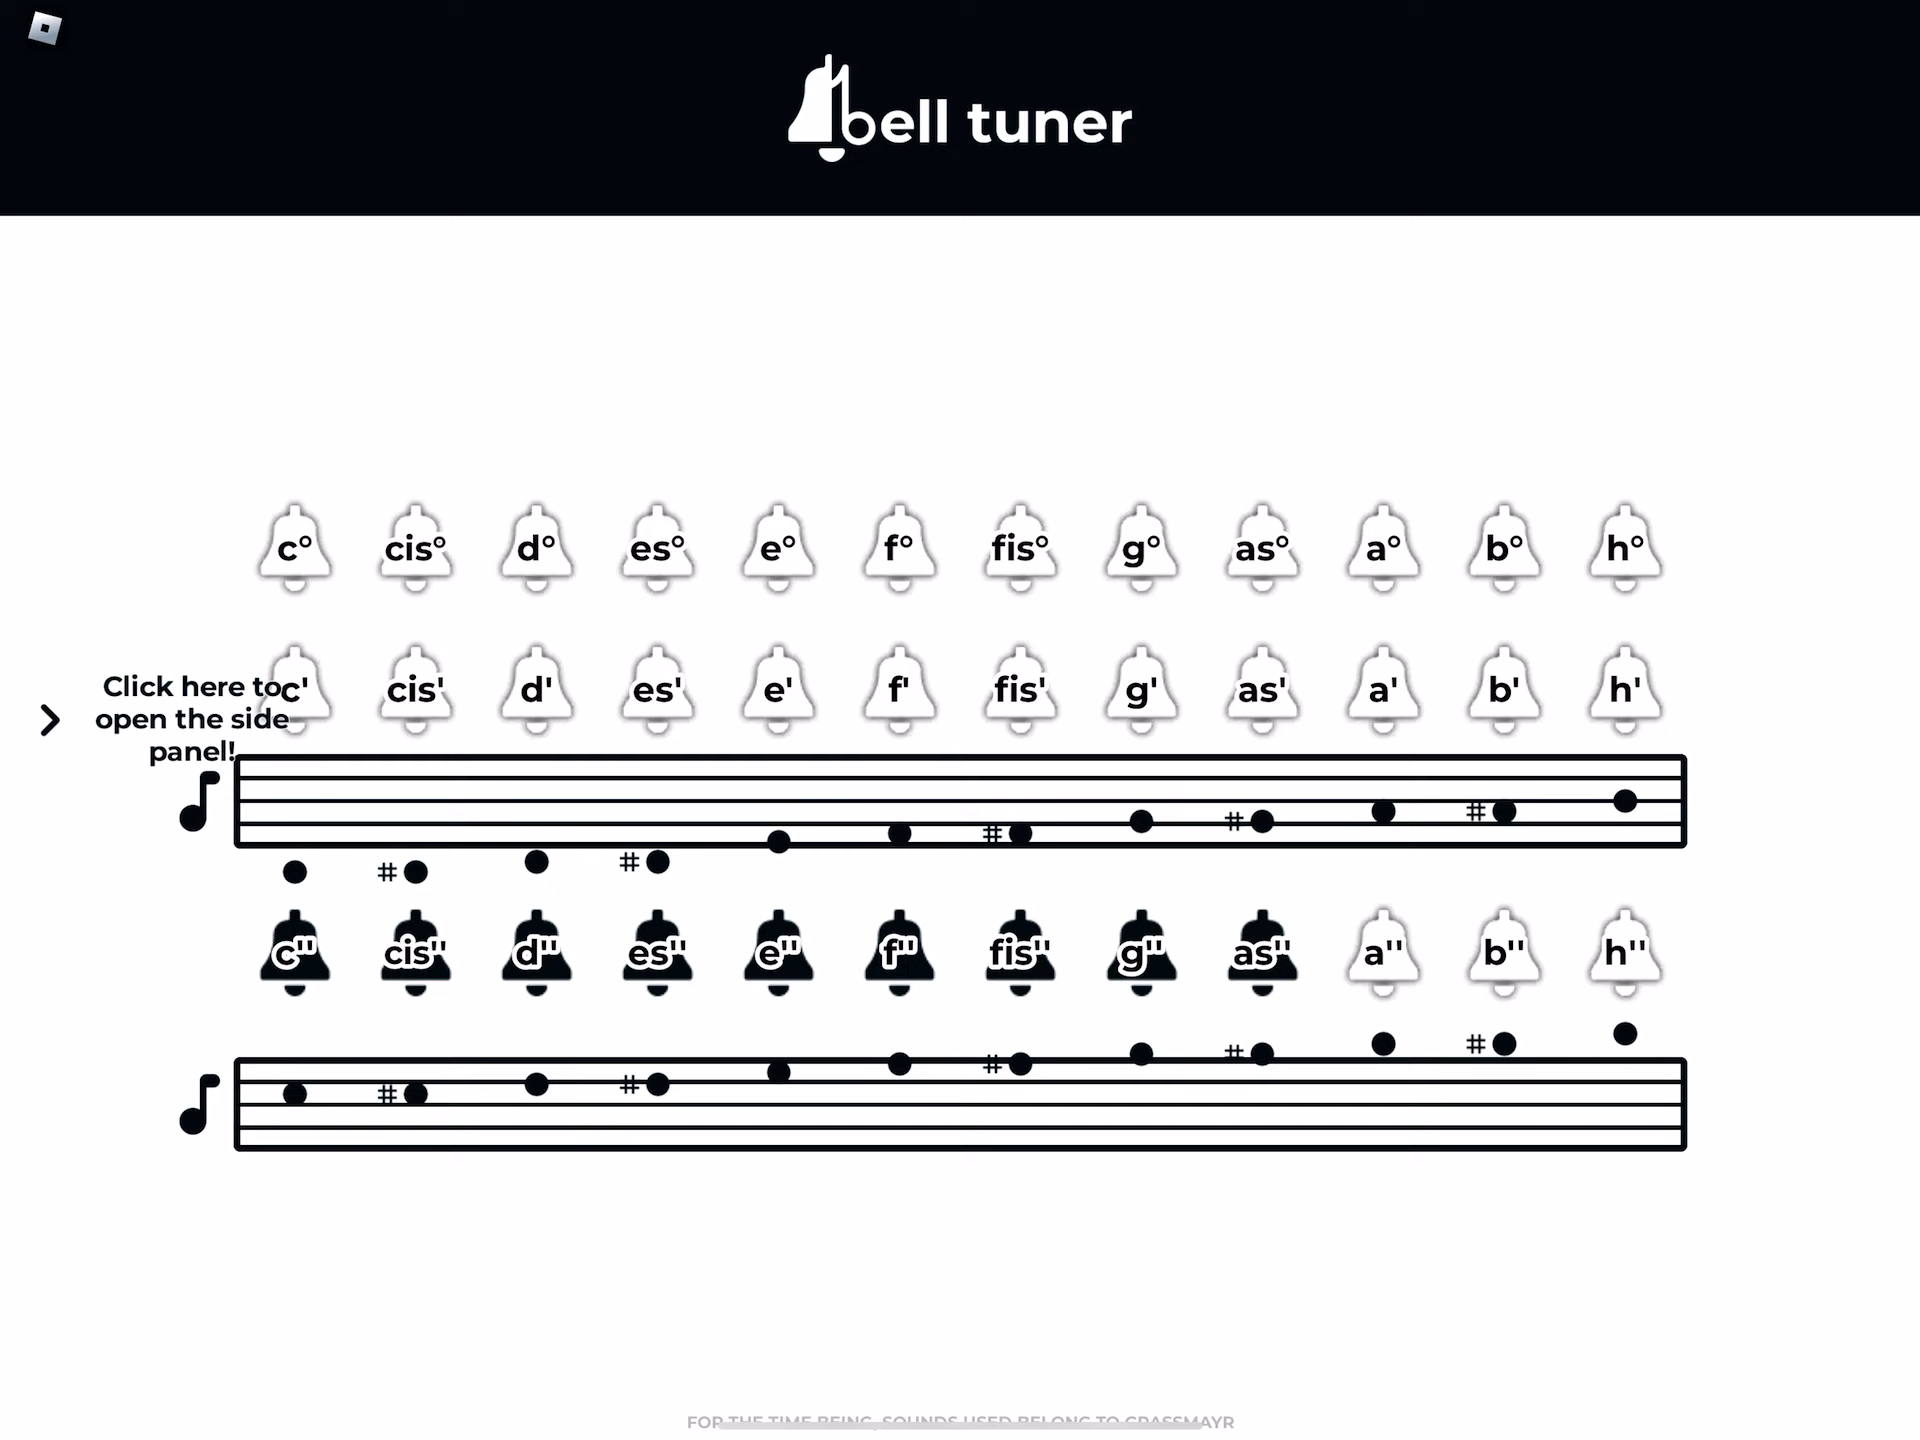 bell tuner
c° cis° d° es° e° f° fis° g° as° a° b° h°
Click here to
open the side
panel!
c' cis' d' es' e' f' fis' g' as' a' b' h'
# # # # #
c'' cis'' d'' es'' e'' f'' fis'' g'' as'' a'' b'' h''
# # # # #
FOR THE TIME BEING, SOUNDS USED BELONG TO GRASSMAYR